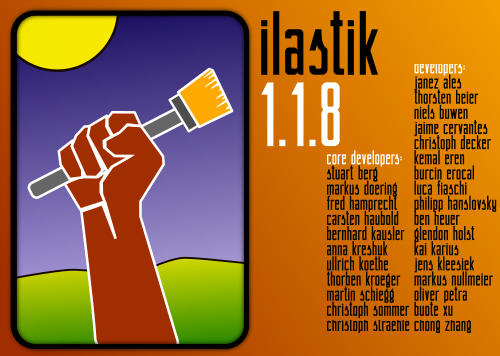 ilastik
1.1.8
core developers:
stuart berg
markus doering
fred hamprecht
carsten haubold
bernhard kausler
anna kreshuk
ullrich koethe
thorben kroeger
martin schiegg
christoph sommer
christoph straehle
developers:
janez ales
thorsten beier
niels buwen
jaime cervantes
christoph decker
kemal eren
burcin erocal
luca fiaschi
philipp hanslovsky
ben heuer
glendon holst
kai karius
jens kleesiek
markus nullmeier
oliver petra
buote xu
chong zhang